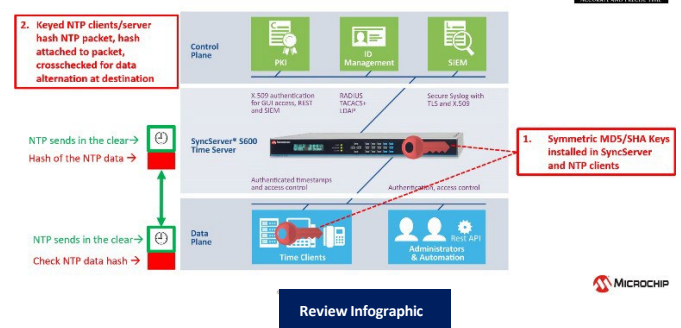 2. Keyed NTP clients/server
hash NTP packet, hash
attached to packet,
crosschecked for data
alternation at destination
Control
Plane
PKI
ID
Management
SIEM
X.509 authentication
for GUI access, REST
and SIEM
RADIUS
TACACS+
LDAP
Secure Syslog with
TLS and X.509
NTP sends in the clear→
Hash of the NTP data →
SyncServer® S600
Time Server
1. Symmetric MD5/SHA Keys
installed in SyncServer
and NTP clients
Authenticated timestamps
and access control
Authentication, access control
NTP sends in the clear→
Check NTP data hash →
Data
Plane
Time Clients
Rest API
Administrators
& Automation
MICROCHIP
Review Infographic